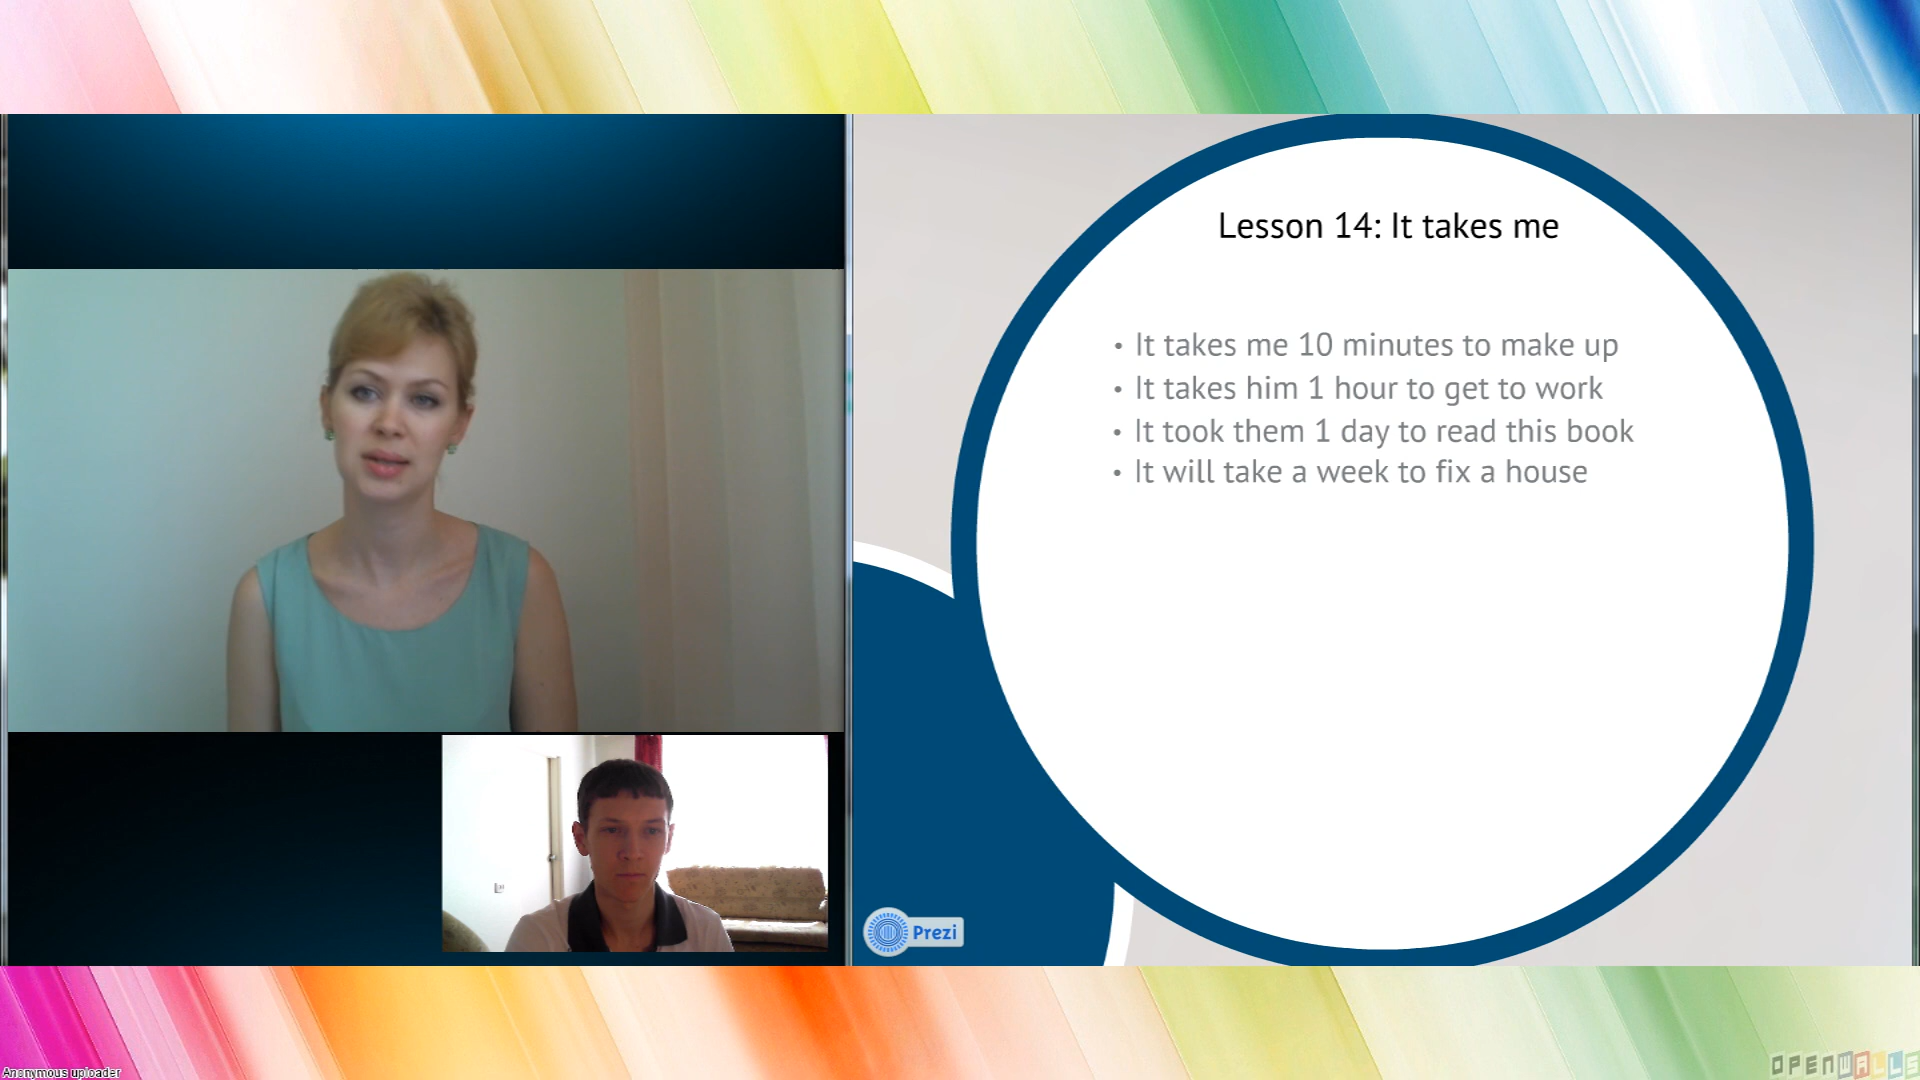 Lesson 14: It takes me
• It takes me 10 minutes to make up
• It takes him 1 hour to get to work
• It took them 1 day to read this book
• It will take a week to fix a house
Prezi
Anonymous uploader
OPENWALLS